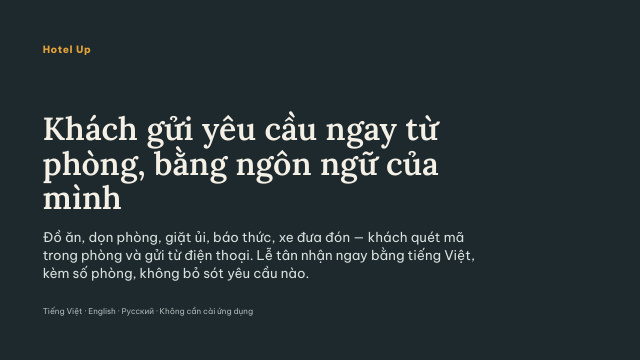 Hotel Up
Khách gửi yêu cầu ngay từ
phòng, bằng ngôn ngữ của
mình
Đồ ăn, dọn phòng, giặt ủi, báo thức, xe đưa đón — khách quét mã
trong phòng và gửi từ điện thoại. Lễ tân nhận ngay bằng tiếng Việt,
kèm số phòng, không bỏ sót yêu cầu nào.
Tiếng Việt · English · Русский · Không cần cài ứng dụng